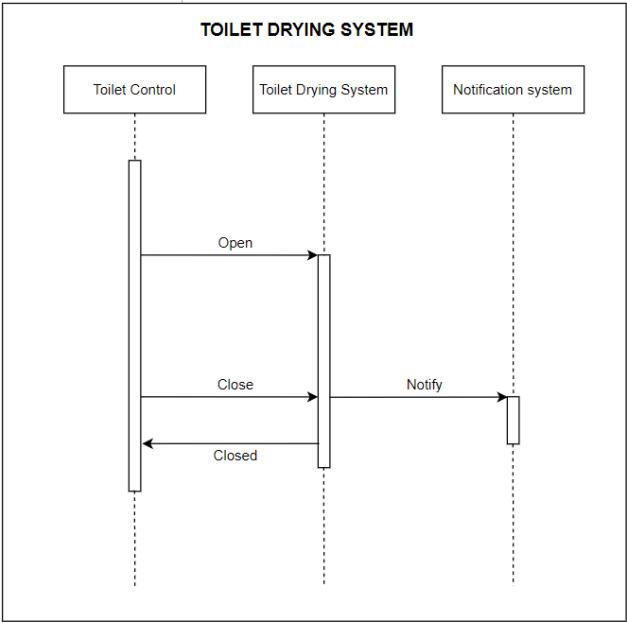 TOILET DRYING SYSTEM
Toilet Control
Toilet Drying System
Notification system
Open
Close
Notify
Closed